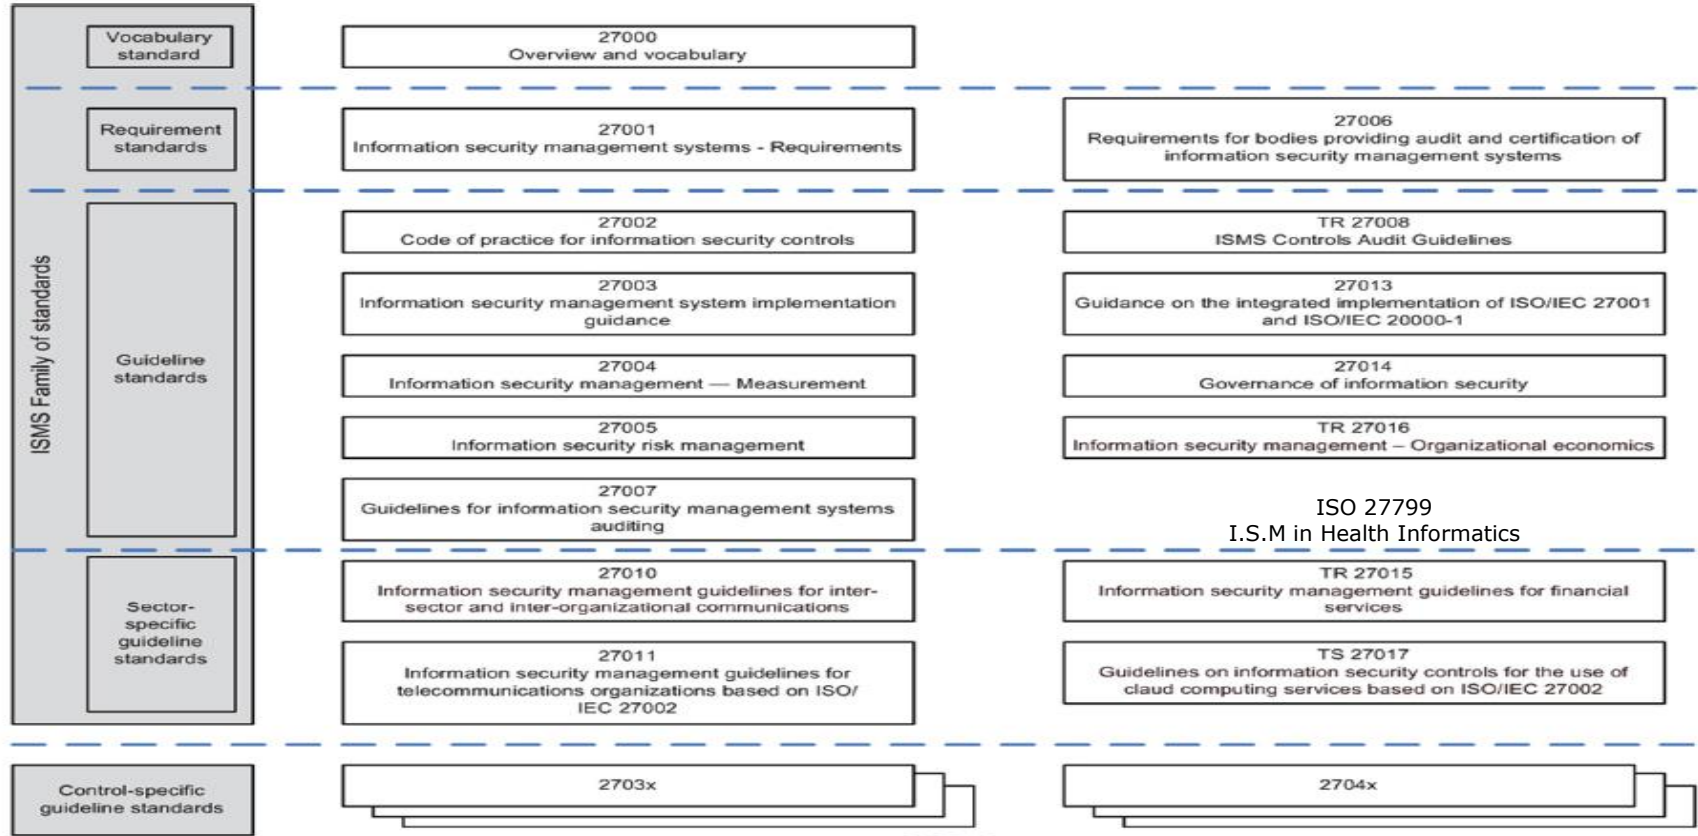 ISMS Family of standards
Vocabulary
standard
27000
Overview and vocabulary
Requirement
standards
27001
Information security management systems - Requirements
27006
Requirements for bodies providing audit and certification of
information security management systems
Guideline
standards
27002
Code of practice for information security controls
TR 27008
ISMS Controls Audit Guidelines
27003
Information security management system implementation
guidance
27013
Guidance on the integrated implementation of ISO/IEC 27001
and ISO/IEC 20000-1
27004
Information security management — Measurement
27014
Governance of information security
27005
Information security risk management
TR 27016
Information security management – Organizational economics
27007
Guidelines for information security management systems
auditing
ISO 27799
I.S.M in Health Informatics
Sector-
specific
guideline
standards
27010
Information security management guidelines for inter-
sector and inter-organizational communications
TR 27015
Information security management guidelines for financial
services
27011
Information security management guidelines for
telecommunications organizations based on ISO/
IEC 27002
TS 27017
Guidelines on information security controls for the use of
claud computing services based on ISO/IEC 27002
Control-specific
guideline standards
2703x
2704x